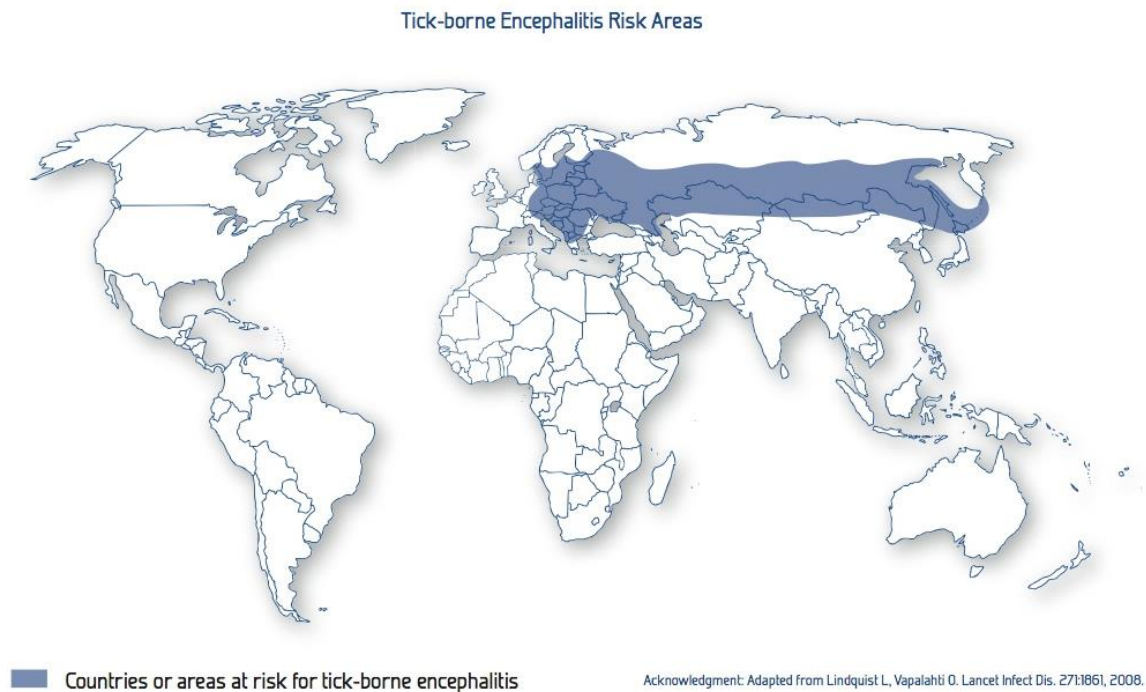 Tick-borne Encephalitis Risk Areas
Countries or areas at risk for tick-borne encephalitis
Acknowledgment: Adapted from Lindquist L, Vapalahti O. Lancet Infect Dis. 271:1861, 2008.